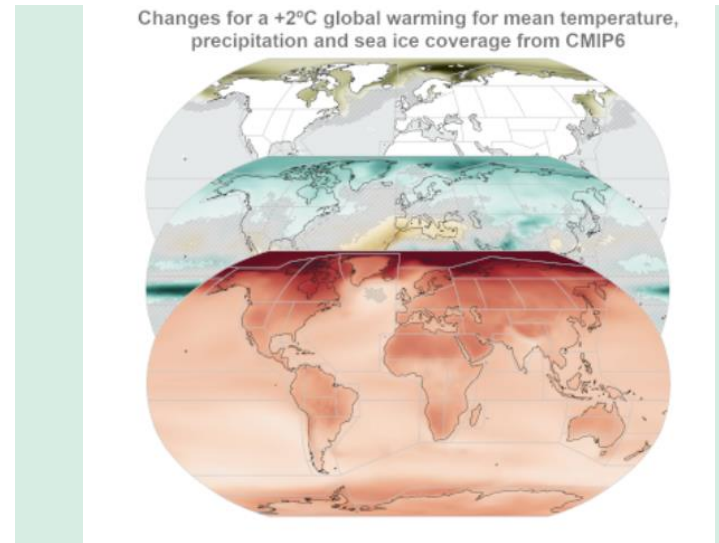 Changes for a +2ºC global warming for mean temperature,
precipitation and sea ice coverage from CMIP6